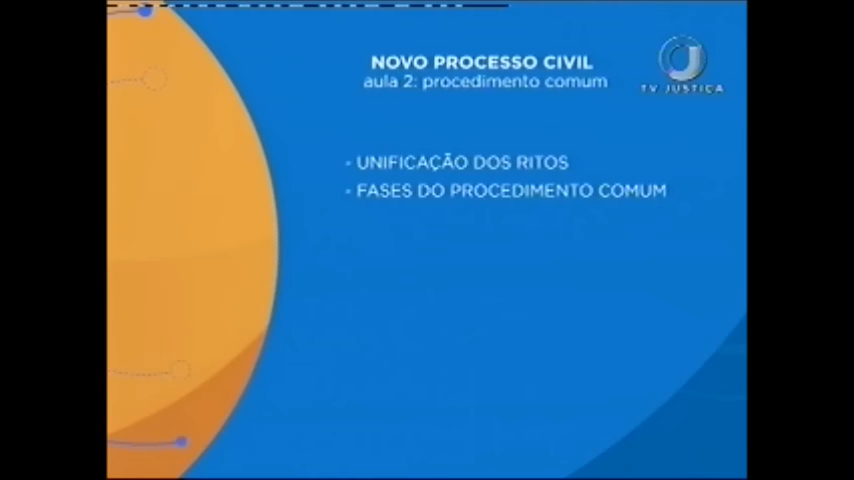 NOVO PROCESSO CIVIL
aula 2: procedimento comum
TV JUSTIÇA
- UNIFICAÇÃO DOS RITOS
- FASES DO PROCEDIMENTO COMUM